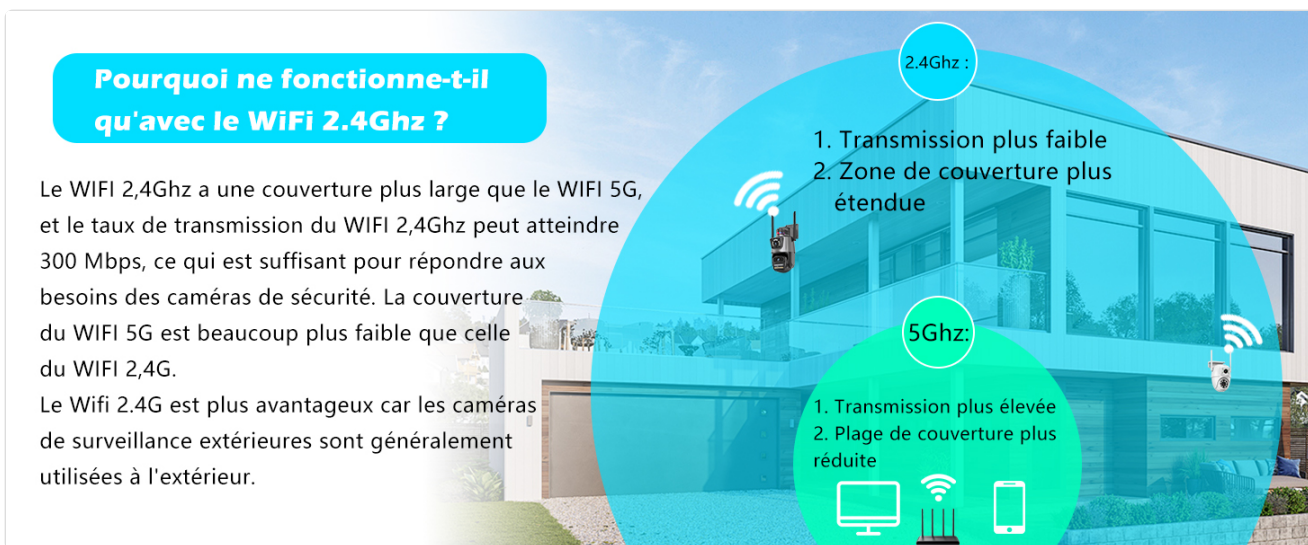 Pourquoi ne fonctionne-t-il
qu'avec le WiFi 2.4Ghz ?
Le WIFI 2,4Ghz a une couverture plus large que le WIFI 5G,
et le taux de transmission du WIFI 2,4Ghz peut atteindre
300 Mbps, ce qui est suffisant pour répondre aux
besoins des caméras de sécurité. La couverture
du WIFI 5G est beaucoup plus faible que celle
du WIFI 2,4G.
Le Wifi 2.4G est plus avantageux car les caméras
de surveillance extérieures sont généralement
utilisées à l'extérieur.
2.4Ghz :
1. Transmission plus faible
2. Zone de couverture plus
étendue
5Ghz:
1. Transmission plus élevée
2. Plage de couverture plus
réduite